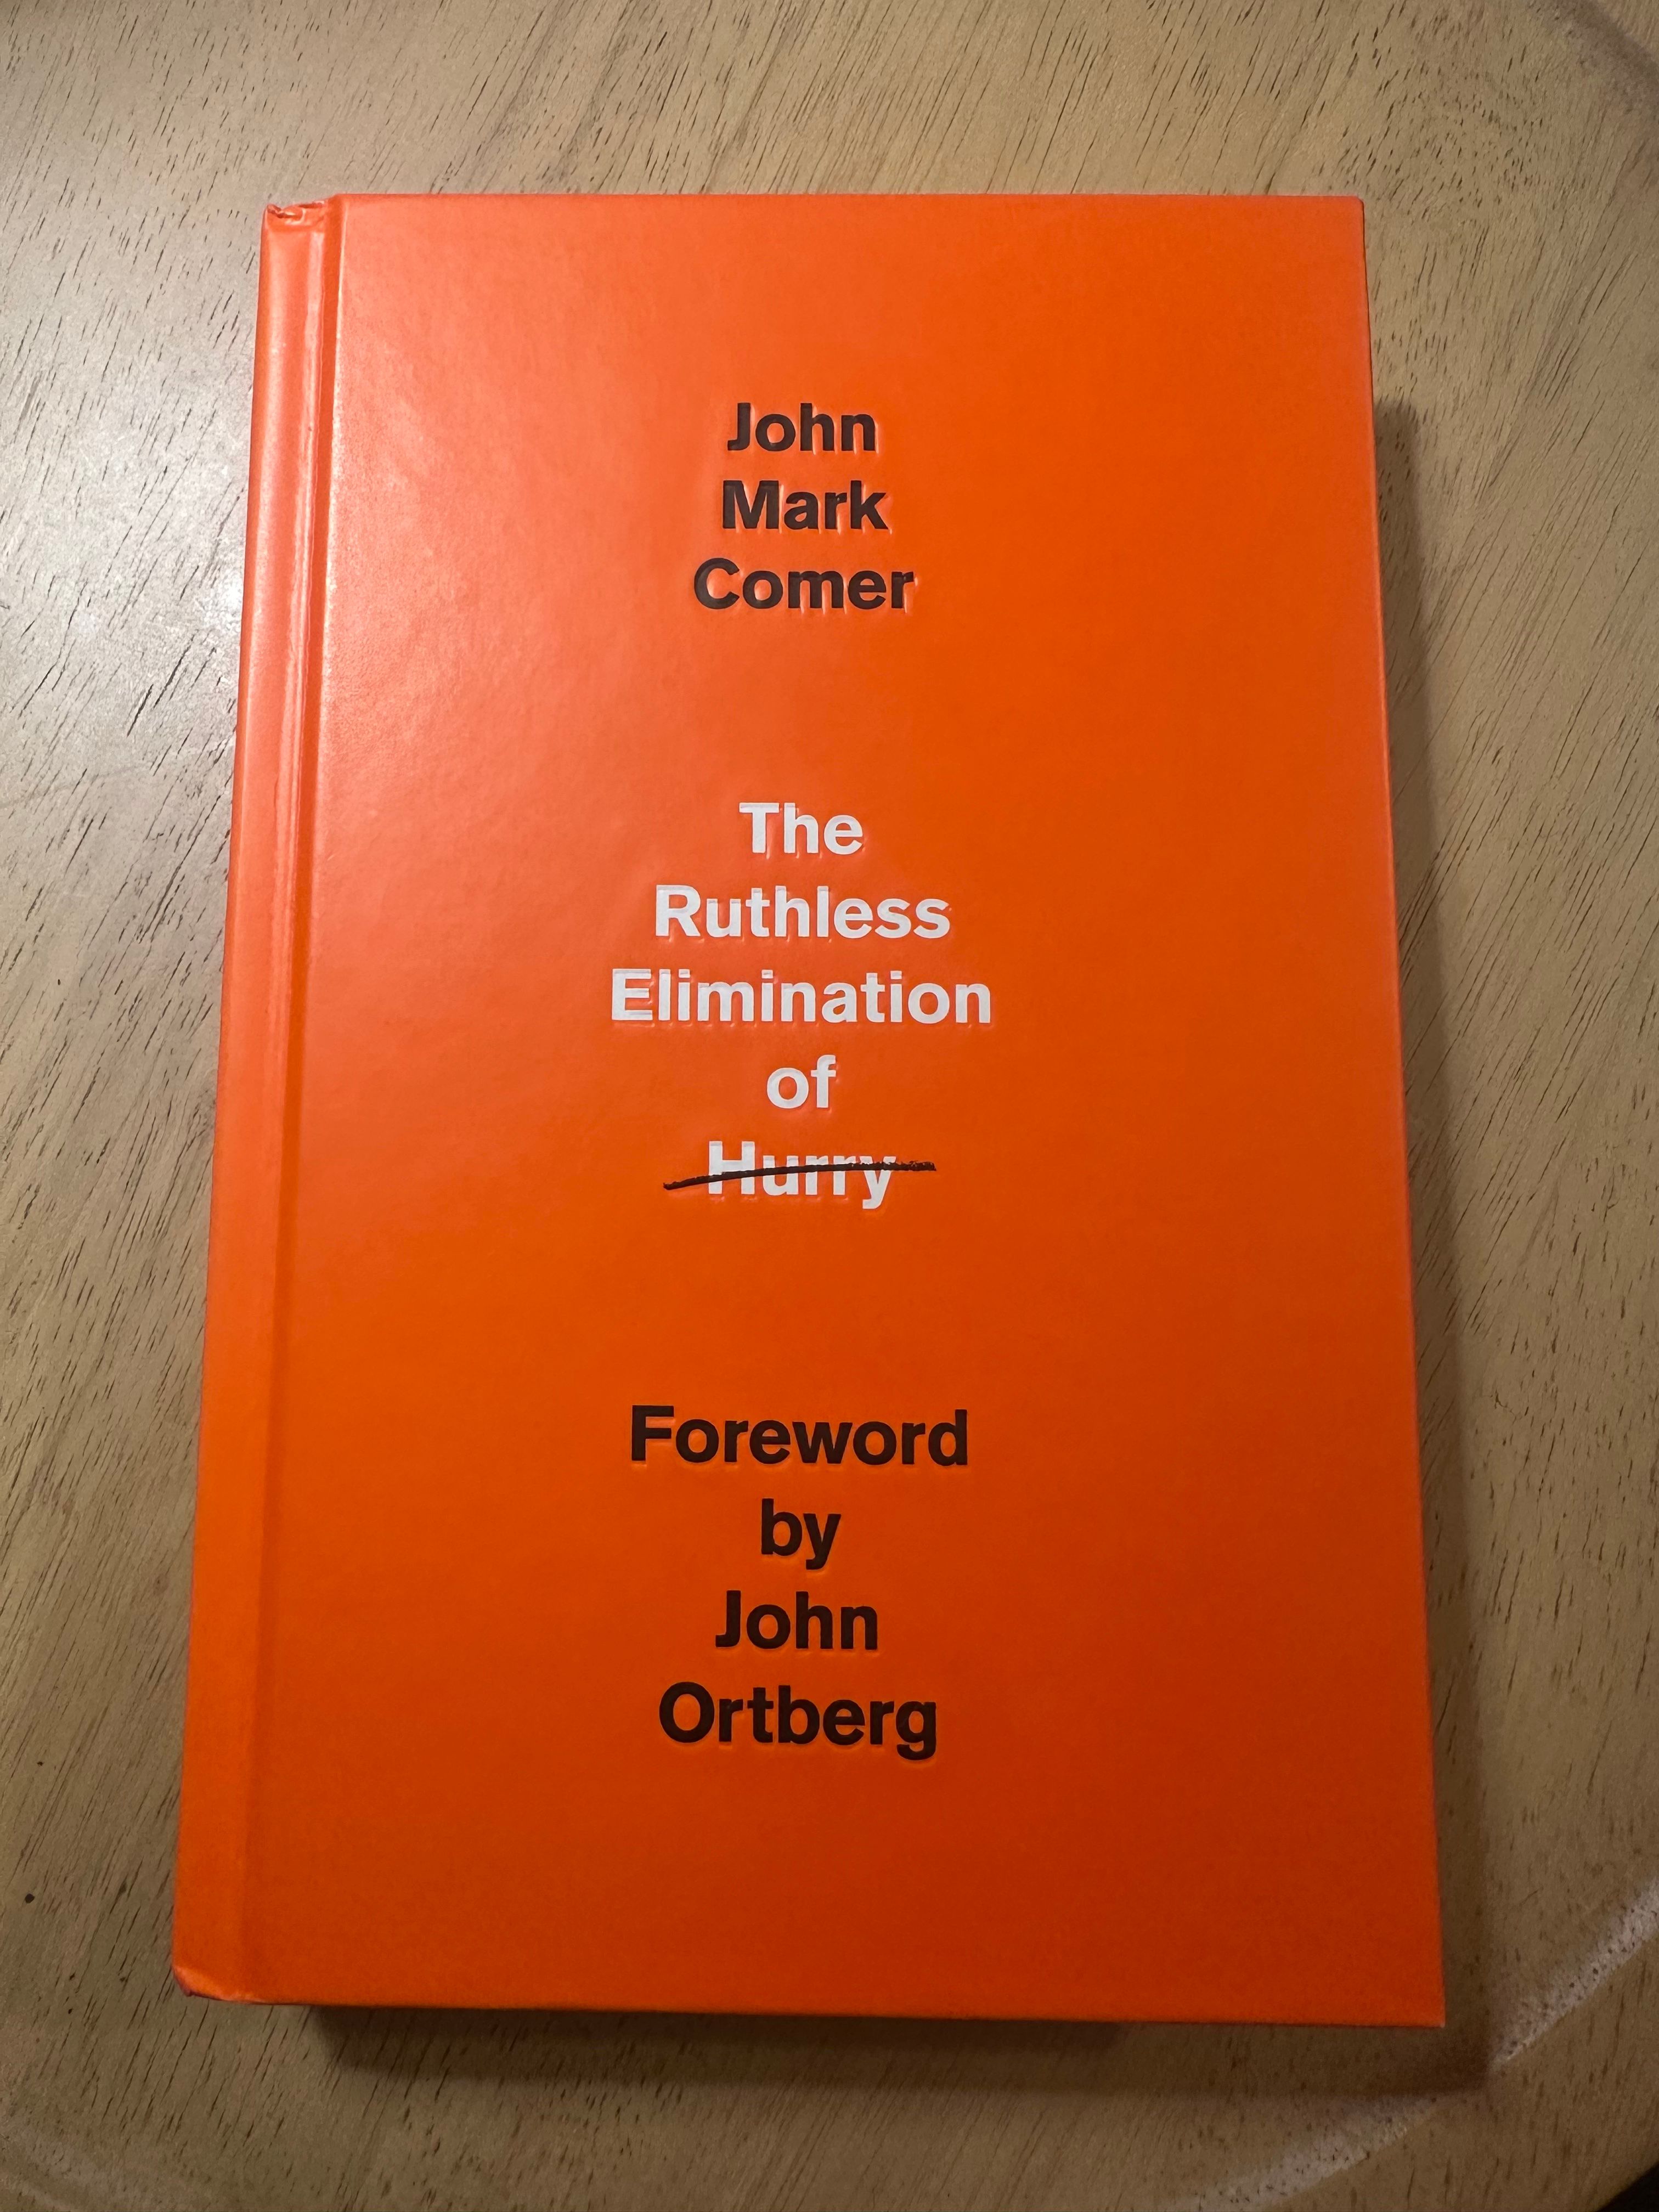 John
Mark
Comer
The
Ruthless
Elimination
of
Hurry
Foreword
by
John
Ortberg